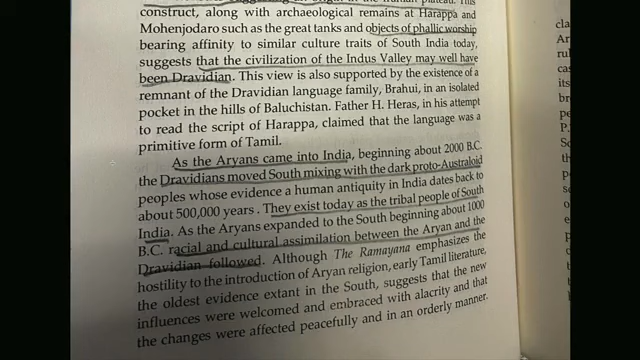 suggesting an origin in the Iranian plateau. This
construct, along with archaeological remains at Harappa and
Mohenjodaro such as the great tanks and objects of phallic worship
bearing affinity to similar culture traits of South India today,
suggests that the civilization of the Indus Valley may well have
been Dravidian. This view is also supported by the existence of a
remnant of the Dravidian language family, Brahui, in an isolated
pocket in the hills of Baluchistan. Father H. Heras, in his attempt
to read the script of Harappa, claimed that the language was a
primitive form of Tamil.
As the Aryans came into India, beginning about 2000 B.C.
the Dravidians moved South mixing with the dark proto-Australoid
peoples whose evidence a human antiquity in India dates back to
about 500,000 years . They exist today as the tribal people of South
India. As the Aryans expanded to the South beginning about 1000
B.C. racial and cultural assimilation between the Aryan and the
Dravidian followed. Although The Ramayana emphasizes the
hostility to the introduction of Aryan religion, early Tamil literature,
the oldest evidence extant in the South, suggests that the new
influences were welcomed and embraced with alacrity and that
the changes were affected peacefully and in an orderly manner.